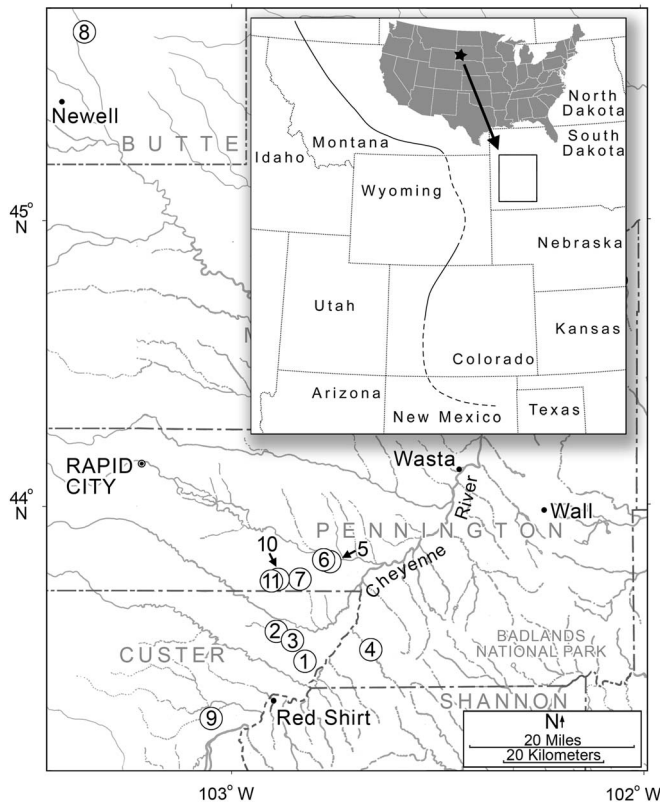 8
Newell
BUTTE
45°
N
M
North
Dakota
South
Dakota
Montana
Idaho
Wyoming
Nebraska
Utah
Kansas
Colorado
Arizona
New Mexico
Texas
RAPID
CITY
44°
N
Wasta
Wall
River
PENNINGTON
Cheyenne
10
5
6
11
7
2
3
1
4
CUSTER
BADLANDS
NATIONAL PARK
SHANNON
9
Red Shirt
N
20 Miles
20 Kilometers
103° W
102° W